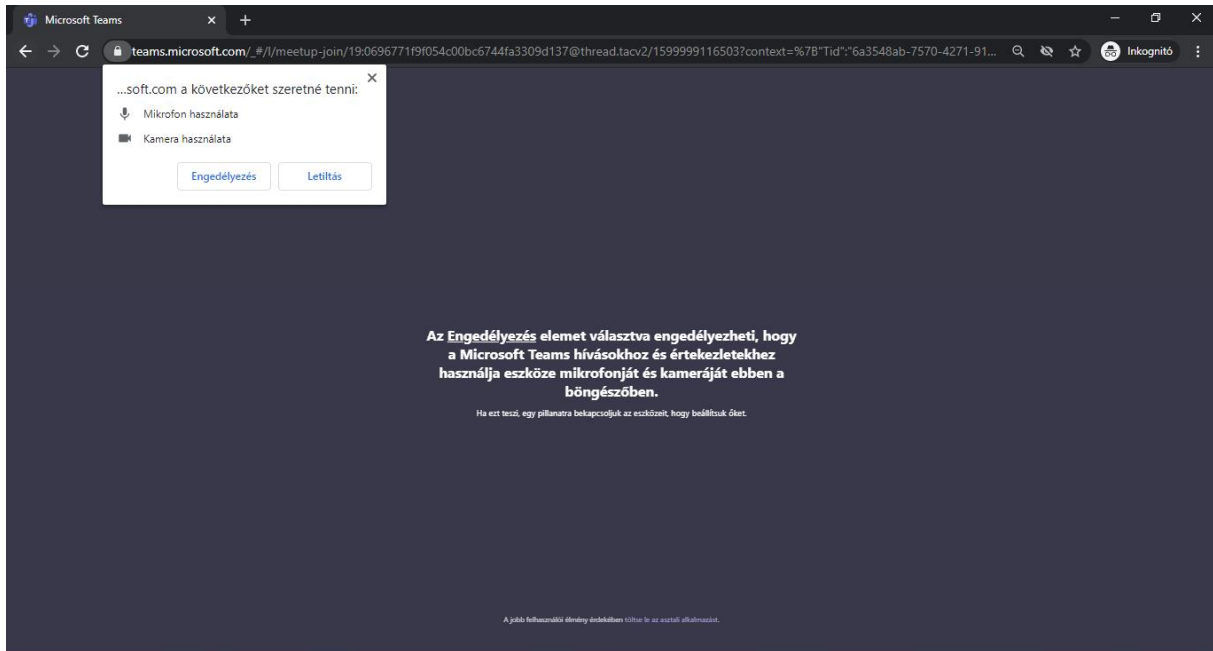 Microsoft Teams
teams.microsoft.com/_#/l/meetup-join/19:0696771f9f054c00bc6744fa3309d137@thread.tacv2/1599999116503?context=%7B"Tid":"6a3548ab-7570-4271-91...
Inkognitó
...soft.com a következőket szeretné tenni:
Mikrofon használata
Kamera használata
Engedélyezés Letiltás
Az Engedélyezés elemet választva engedélyezheti, hogy
a Microsoft Teams hívásokhoz és értekezletekhez
használja eszköze mikrofonját és kameráját ebben a
böngészőben.
Ha ezt teszi, egy pillanatra bekapcsoljuk az eszközeit, hogy beállítsuk őket.
A jobb felhasználói élmény érdekében töltse le az asztali alkalmazást.